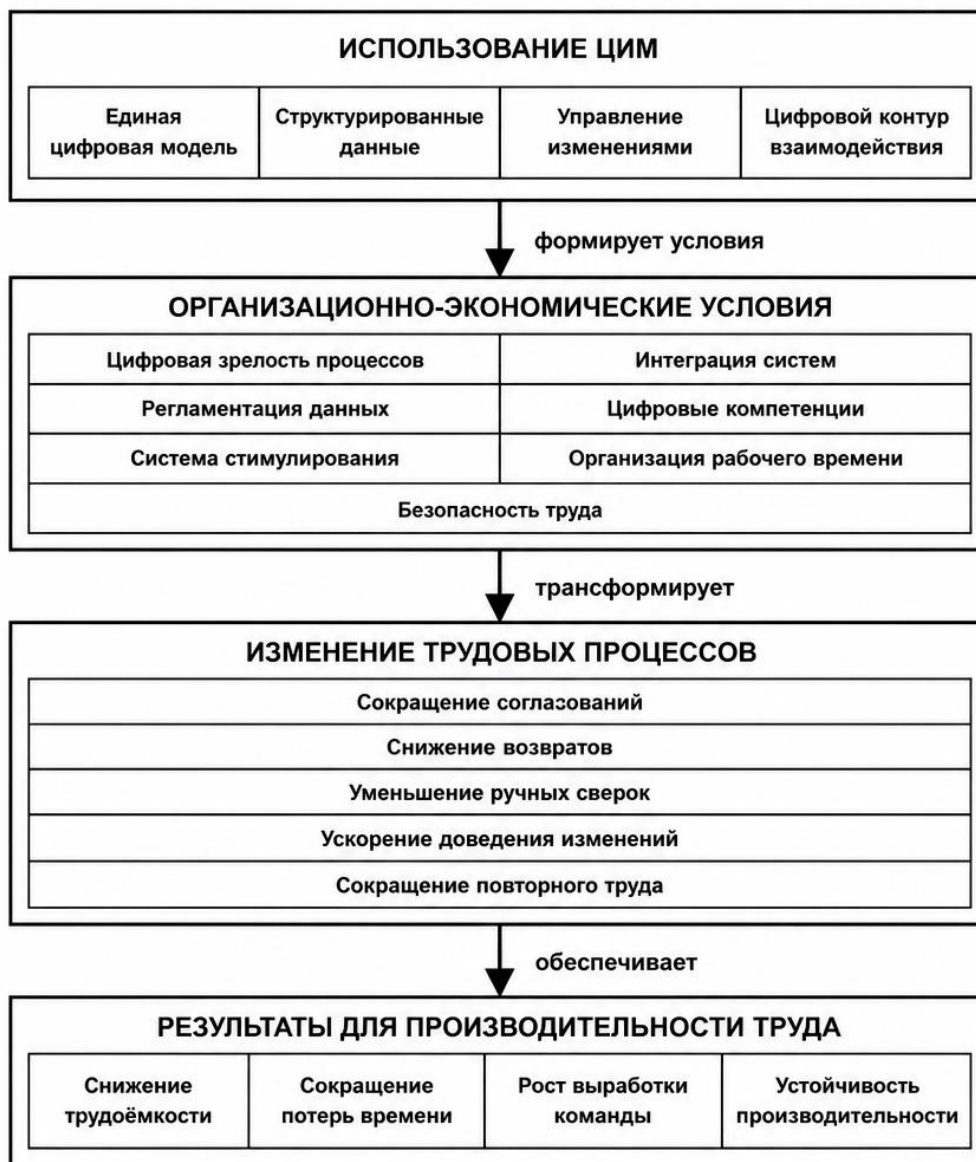 ИСПОЛЬЗОВАНИЕ ЦИМ
Единая
цифровая модель
Структурированные
данные
Управление
изменениями
Цифровой контур
взаимодействия
формирует условия
ОРГАНИЗАЦИОННО-ЭКОНОМИЧЕСКИЕ УСЛОВИЯ
Цифровая зрелость процессов
Интеграция систем
Регламентация данных
Цифровые компетенции
Система стимулирования
Организация рабочего времени
Безопасность труда
трансформирует
ИЗМЕНЕНИЕ ТРУДОВЫХ ПРОЦЕССОВ
Сокращение согласований
Снижение возвратов
Уменьшение ручных сверок
Ускорение доведения изменений
Сокращение повторного труда
обеспечивает
РЕЗУЛЬТАТЫ ДЛЯ ПРОИЗВОДИТЕЛЬНОСТИ ТРУДА
Снижение
трудоёмкости
Сокращение
потерь времени
Рост выработки
команды
Устойчивость
производительности